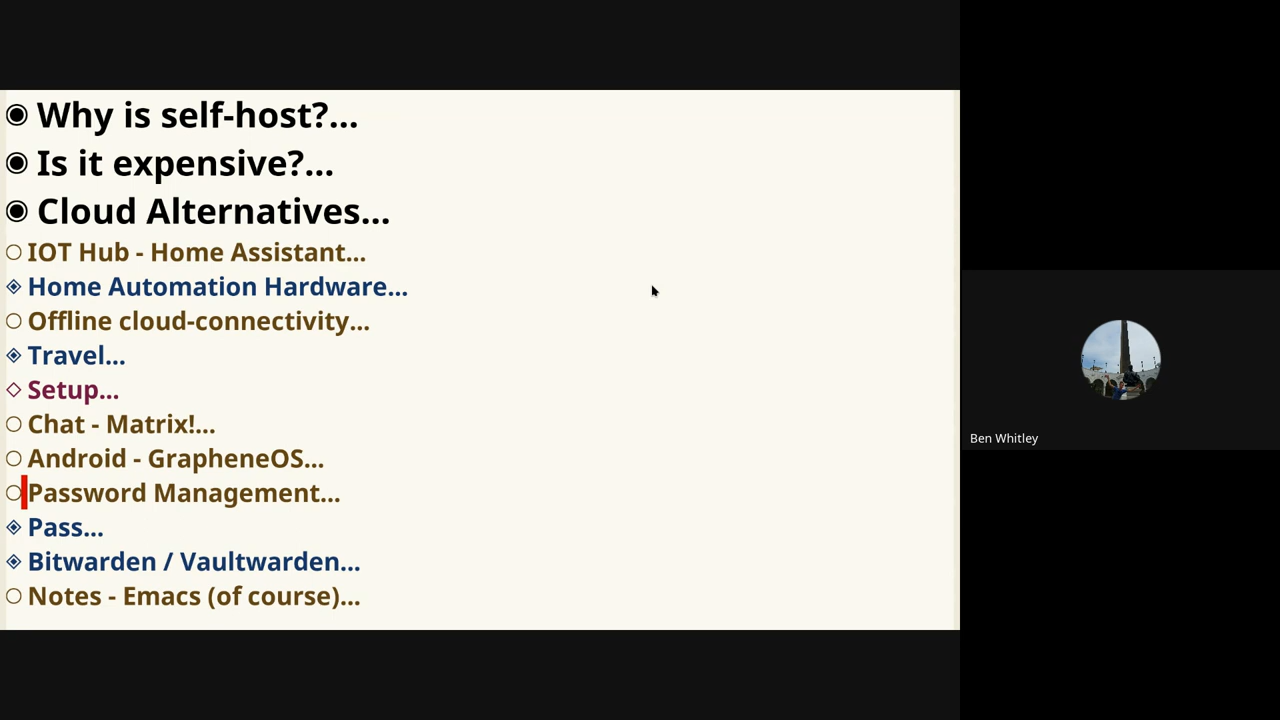 Why is self-host?...
Is it expensive?...
Cloud Alternatives...
IOT Hub - Home Assistant...
Home Automation Hardware...
Offline cloud-connectivity...
Travel...
Setup...
Chat - Matrix!...
Android - GrapheneOS...
Password Management...
Pass...
Bitwarden / Vaultwarden...
Notes - Emacs (of course)...
Ben Whitley